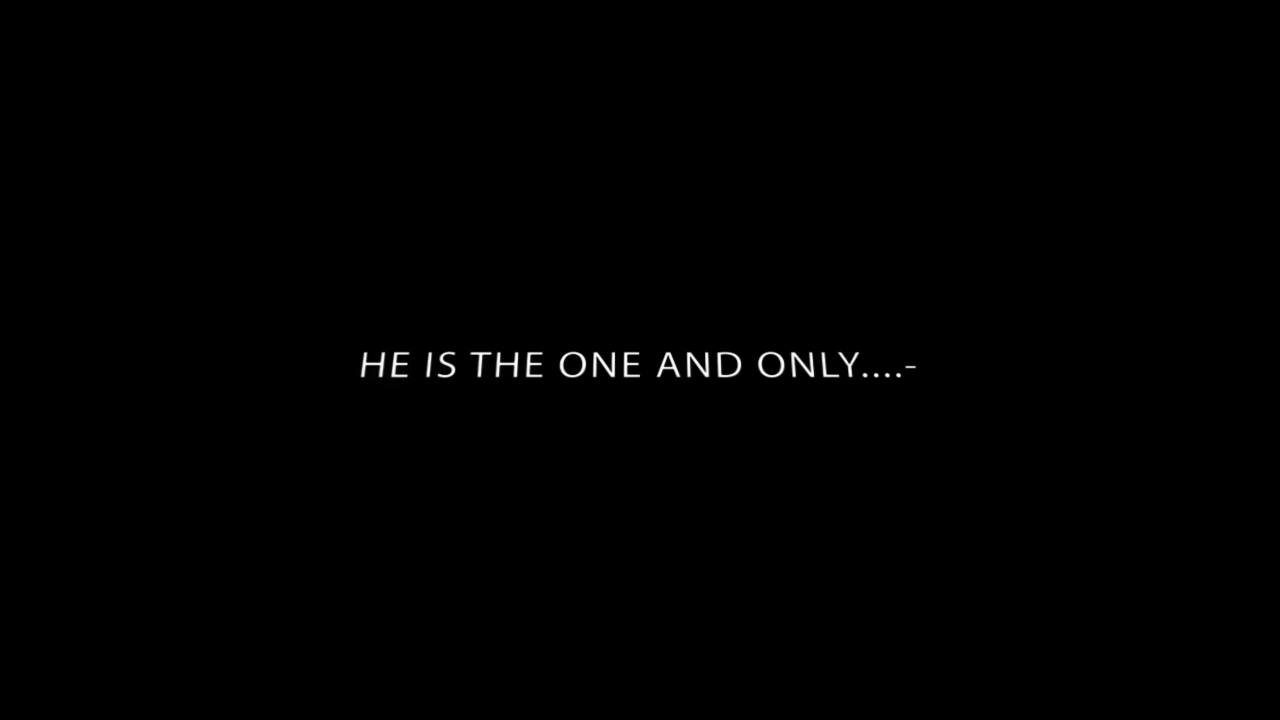 HE IS THE ONE AND ONLY....-